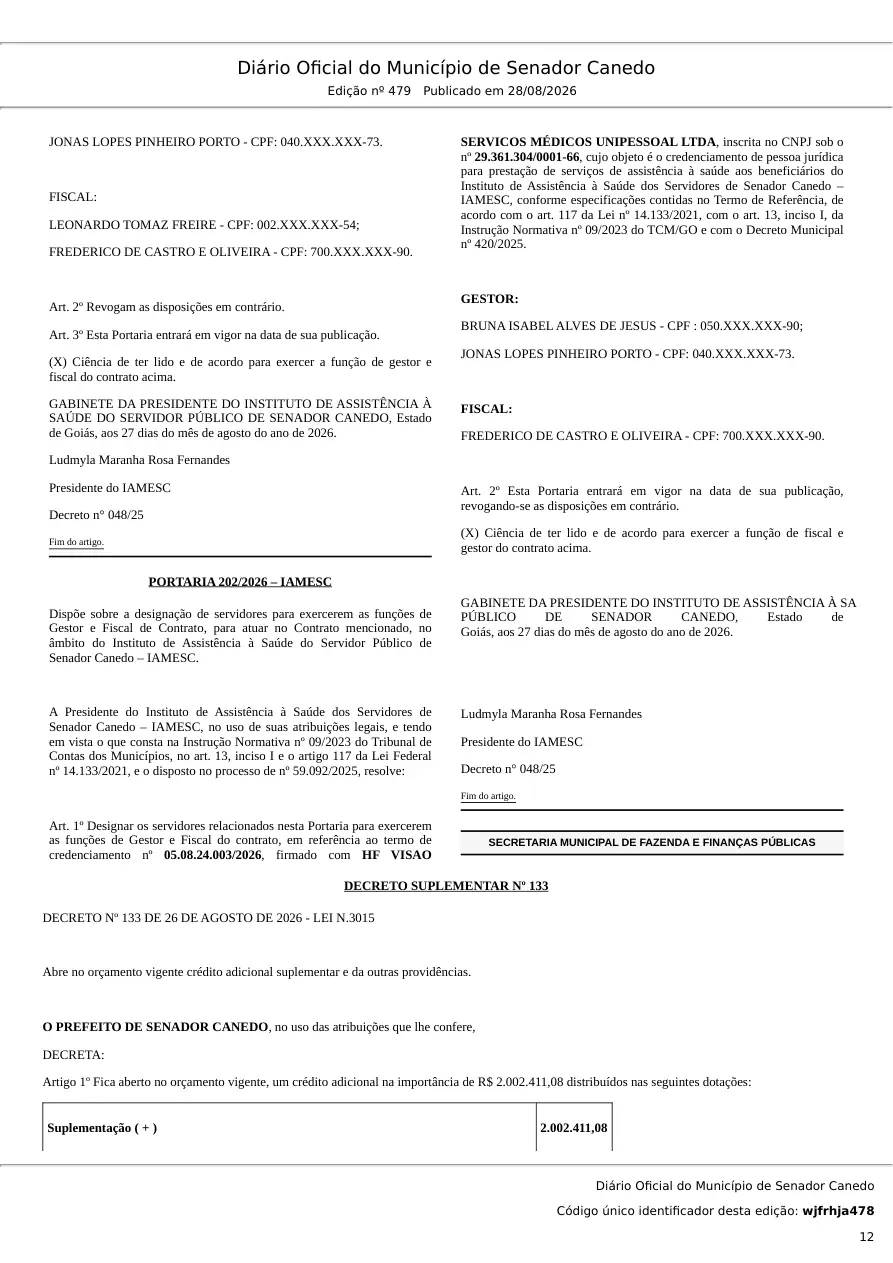 Diário Oficial do Município de Senador Canedo
Edição nº 479 Publicado em 28/08/2026
JONAS LOPES PINHEIRO PORTO - CPF: 040.XXX.XXX-73.
FISCAL:
LEONARDO TOMAZ FREIRE - CPF: 002.XXX.XXX-54;
FREDERICO DE CASTRO E OLIVEIRA - CPF: 700.XXX.XXX-90.
Art. 2º Revogam as disposições em contrário.
Art. 3º Esta Portaria entrará em vigor na data de sua publicação.
(X) Ciência de ter lido e de acordo para exercer a função de gestor e
fiscal do contrato acima.
GABINETE DA PRESIDENTE DO INSTITUTO DE ASSISTÊNCIA À
SAÚDE DO SERVIDOR PÚBLICO DE SENADOR CANEDO, Estado
de Goiás, aos 27 dias do mês de agosto do ano de 2026.
Ludmyla Maranha Rosa Fernandes
Presidente do IAMESC
Decreto n° 048/25
Fim do artigo.
PORTARIA 202/2026 – IAMESC
Dispõe sobre a designação de servidores para exercerem as funções de
Gestor e Fiscal de Contrato, para atuar no Contrato mencionado, no
âmbito do Instituto de Assistência à Saúde do Servidor Público de
Senador Canedo – IAMESC.
A Presidente do Instituto de Assistência à Saúde dos Servidores de
Senador Canedo – IAMESC, no uso de suas atribuições legais, e tendo
em vista o que consta na Instrução Normativa nº 09/2023 do Tribunal de
Contas dos Municípios, no art. 13, inciso I e o artigo 117 da Lei Federal
nº 14.133/2021, e o disposto no processo de nº 59.092/2025, resolve:
Art. 1º Designar os servidores relacionados nesta Portaria para exercerem
as funções de Gestor e Fiscal do contrato, em referência ao termo de
credenciamento nº 05.08.24.003/2026, firmado com HF VISAO
SERVICOS MÉDICOS UNIPESSOAL LTDA, inscrita no CNPJ sob o
nº 29.361.304/0001-66, cujo objeto é o credenciamento de pessoa jurídica
para prestação de serviços de assistência à saúde aos beneficiários do
Instituto de Assistência à Saúde dos Servidores de Senador Canedo –
IAMESC, conforme especificações contidas no Termo de Referência, de
acordo com o art. 117 da Lei nº 14.133/2021, com o art. 13, inciso I, da
Instrução Normativa nº 09/2023 do TCM/GO e com o Decreto Municipal
nº 420/2025.
GESTOR:
BRUNA ISABEL ALVES DE JESUS - CPF : 050.XXX.XXX-90;
JONAS LOPES PINHEIRO PORTO - CPF: 040.XXX.XXX-73.
FISCAL:
FREDERICO DE CASTRO E OLIVEIRA - CPF: 700.XXX.XXX-90.
Art. 2º Esta Portaria entrará em vigor na data de sua publicação,
revogando-se as disposições em contrário.
(X) Ciência de ter lido e de acordo para exercer a função de fiscal e
gestor do contrato acima.
GABINETE DA PRESIDENTE DO INSTITUTO DE ASSISTÊNCIA À SA
PÚBLICO DE SENADOR CANEDO, Estado de
Goiás, aos 27 dias do mês de agosto do ano de 2026.
Ludmyla Maranha Rosa Fernandes
Presidente do IAMESC
Decreto n° 048/25
Fim do artigo.
SECRETARIA MUNICIPAL DE FAZENDA E FINANÇAS PÚBLICAS
DECRETO SUPLEMENTAR Nº 133
DECRETO Nº 133 DE 26 DE AGOSTO DE 2026 - LEI N.3015
Abre no orçamento vigente crédito adicional suplementar e da outras providências.
O PREFEITO DE SENADOR CANEDO, no uso das atribuições que lhe confere,
DECRETA:
Artigo 1º Fica aberto no orçamento vigente, um crédito adicional na importância de R$ 2.002.411,08 distribuídos nas seguintes dotações:
Suplementação ( + ) 2.002.411,08
Diário Oficial do Município de Senador Canedo
Código único identificador desta edição: wjfrhja478
12